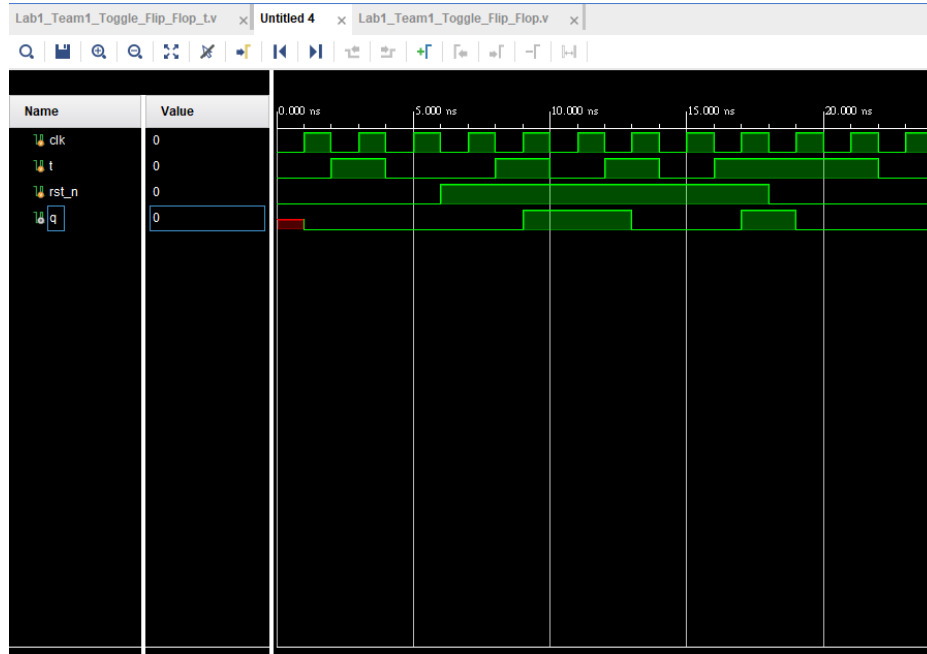 Lab1_Team1_Toggle_Flip_Flop_t.v × Untitled 4 × Lab1_Team1_Toggle_Flip_Flop.v ×
Name Value
0.000 ns 5.000 ns 10.000 ns 15.000 ns 20.000 ns
clk 0
t 0
rst_n 0
q 0